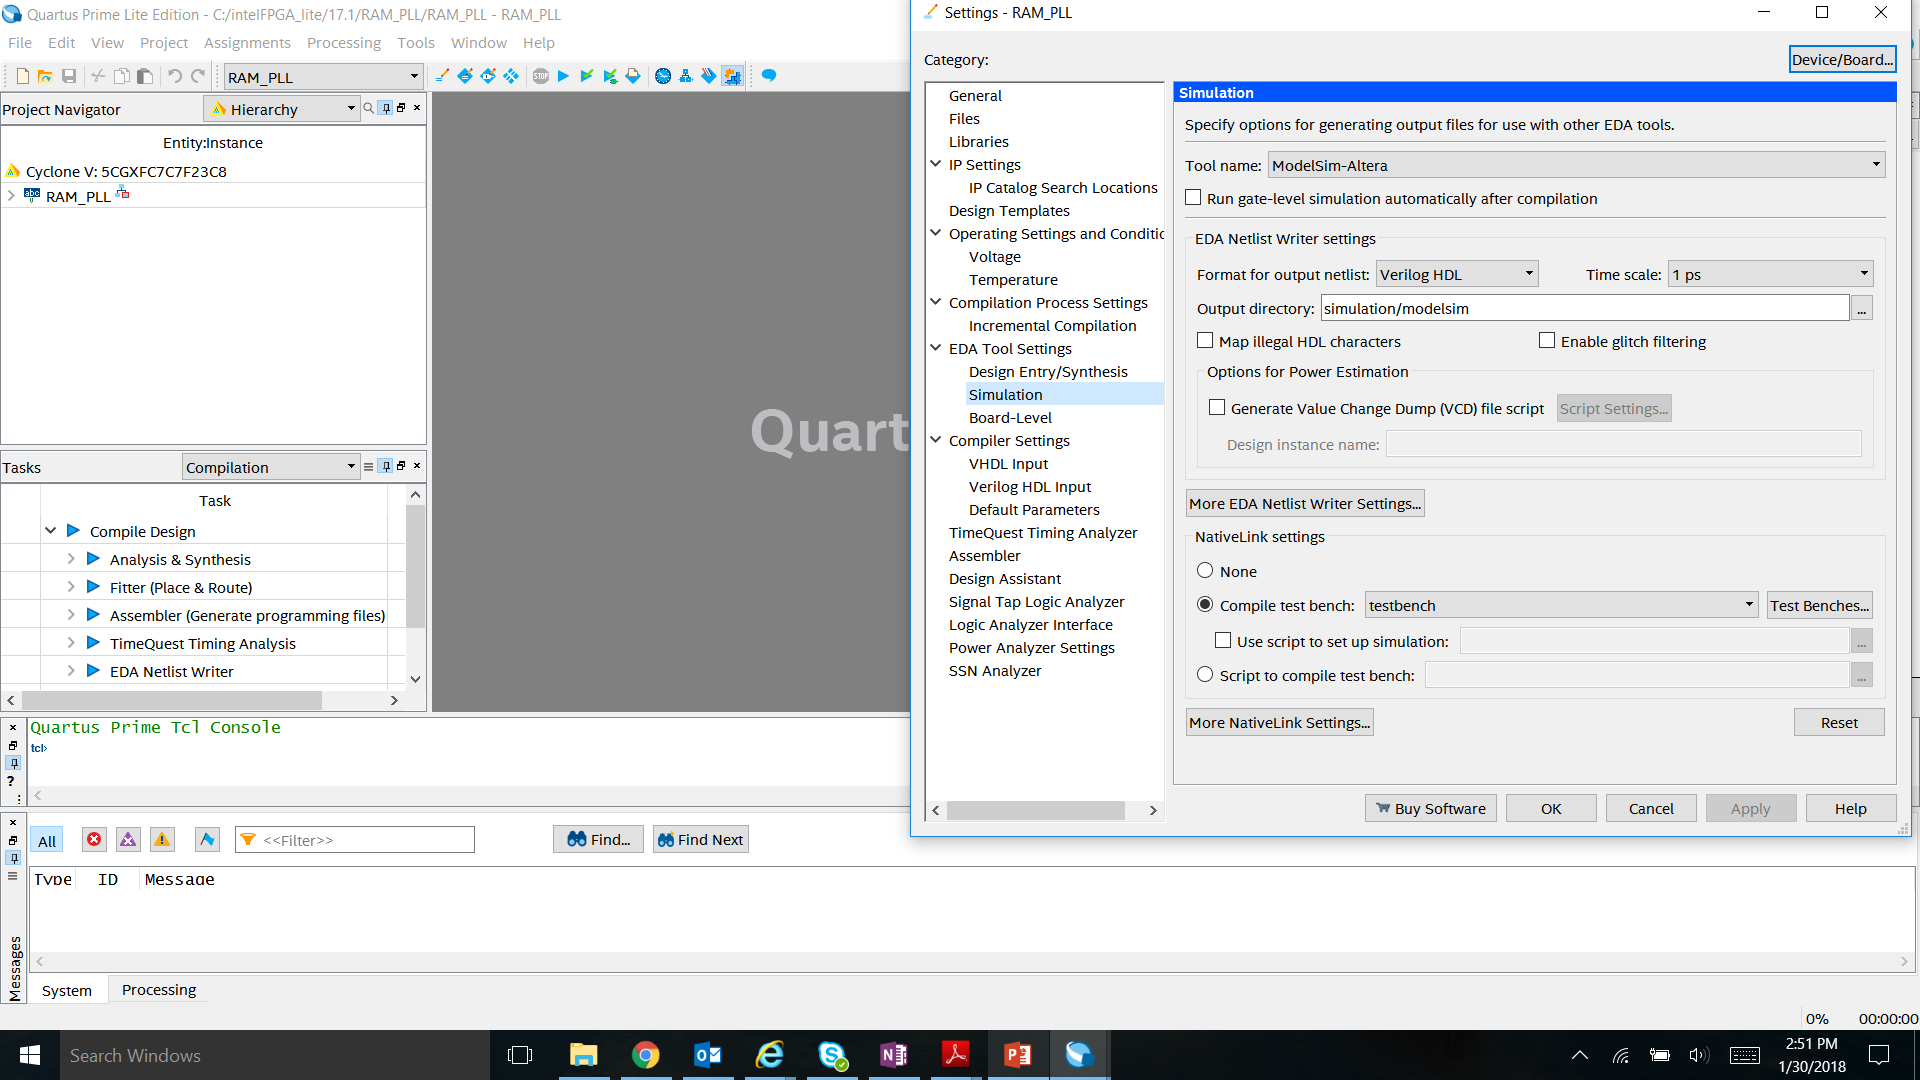 Quartus Prime Lite Edition - C:/intelFPGA_lite/17.1/RAM_PLL/RAM_PLL - RAM_PLL
File Edit View Project Assignments Processing Tools Window Help
RAM_PLL
Project Navigator
Hierarchy
Entity:Instance
Cyclone V: 5CGXFC7C7F23C8
abc RAM_PLL
Tasks
Compilation
Task
Compile Design
Analysis & Synthesis
Fitter (Place & Route)
Assembler (Generate programming files)
TimeQuest Timing Analysis
EDA Netlist Writer
Quart
Settings - RAM_PLL
Category:
Device/Board...
General
Files
Libraries
IP Settings
IP Catalog Search Locations
Design Templates
Operating Settings and Conditic
Voltage
Temperature
Compilation Process Settings
Incremental Compilation
EDA Tool Settings
Design Entry/Synthesis
Simulation
Board-Level
Compiler Settings
VHDL Input
Verilog HDL Input
Default Parameters
TimeQuest Timing Analyzer
Assembler
Design Assistant
Signal Tap Logic Analyzer
Logic Analyzer Interface
Power Analyzer Settings
SSN Analyzer
Simulation
Specify options for generating output files for use with other EDA tools.
Tool name: ModelSim-Altera
Run gate-level simulation automatically after compilation
EDA Netlist Writer settings
Format for output netlist: Verilog HDL Time scale: 1 ps
Output directory: simulation/modelsim ...
Map illegal HDL characters Enable glitch filtering
Options for Power Estimation
Generate Value Change Dump (VCD) file script Script Settings...
Design instance name:
More EDA Netlist Writer Settings...
NativeLink settings
None
Compile test bench: testbench Test Benches...
Use script to set up simulation: ...
Script to compile test bench: ...
More NativeLink Settings... Reset
Buy Software OK Cancel Apply Help
Quartus Prime Tcl Console
tcl>
All <<Filter>> Find... Find Next
Type ID Message
Messages
System Processing
0% 00:00:00
Search Windows
2:51 PM
1/30/2018